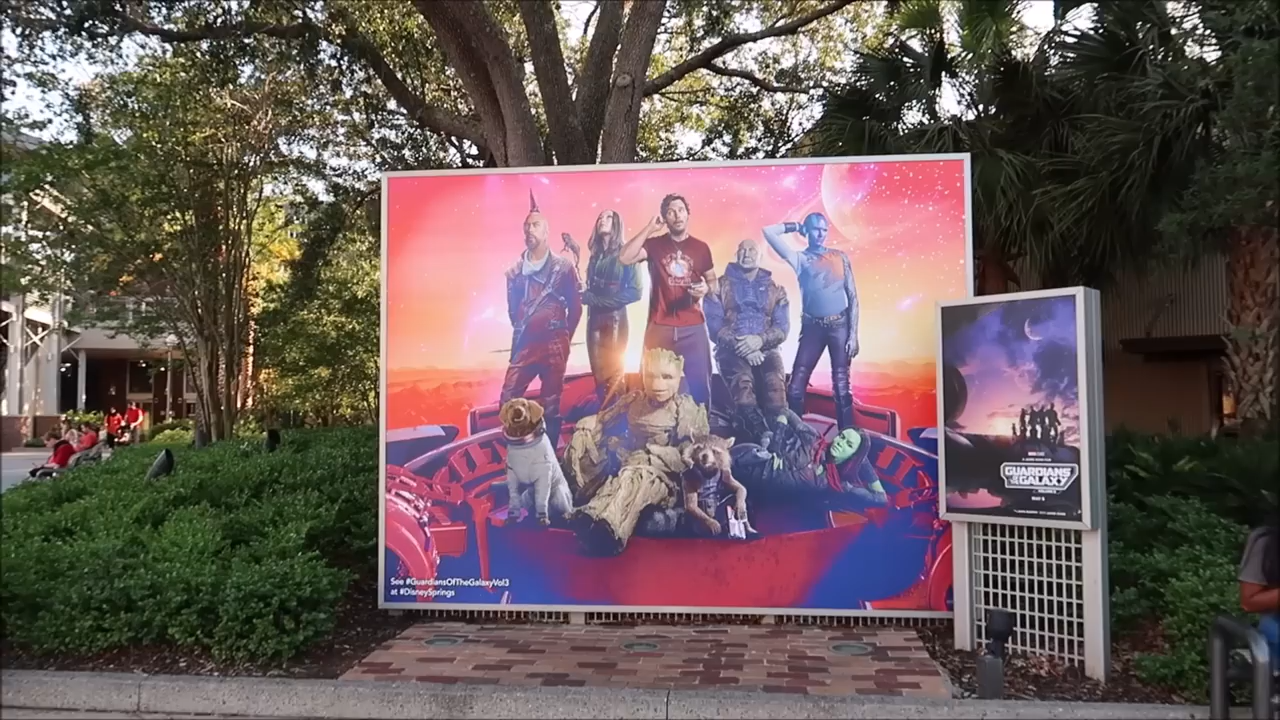 See #GuardiansOfTheGalaxyVol3
at #DisneySprings
GUARDIANS
OF THE GALAXY